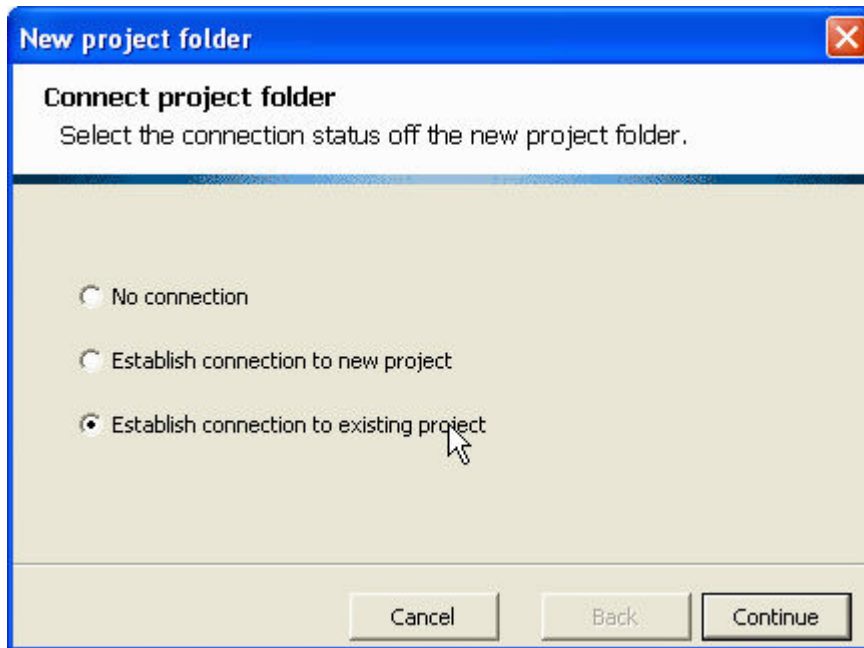 New project folder
Connect project folder
Select the connection status off the new project folder.
No connection
Establish connection to new project
Establish connection to existing project
Cancel
Back
Continue